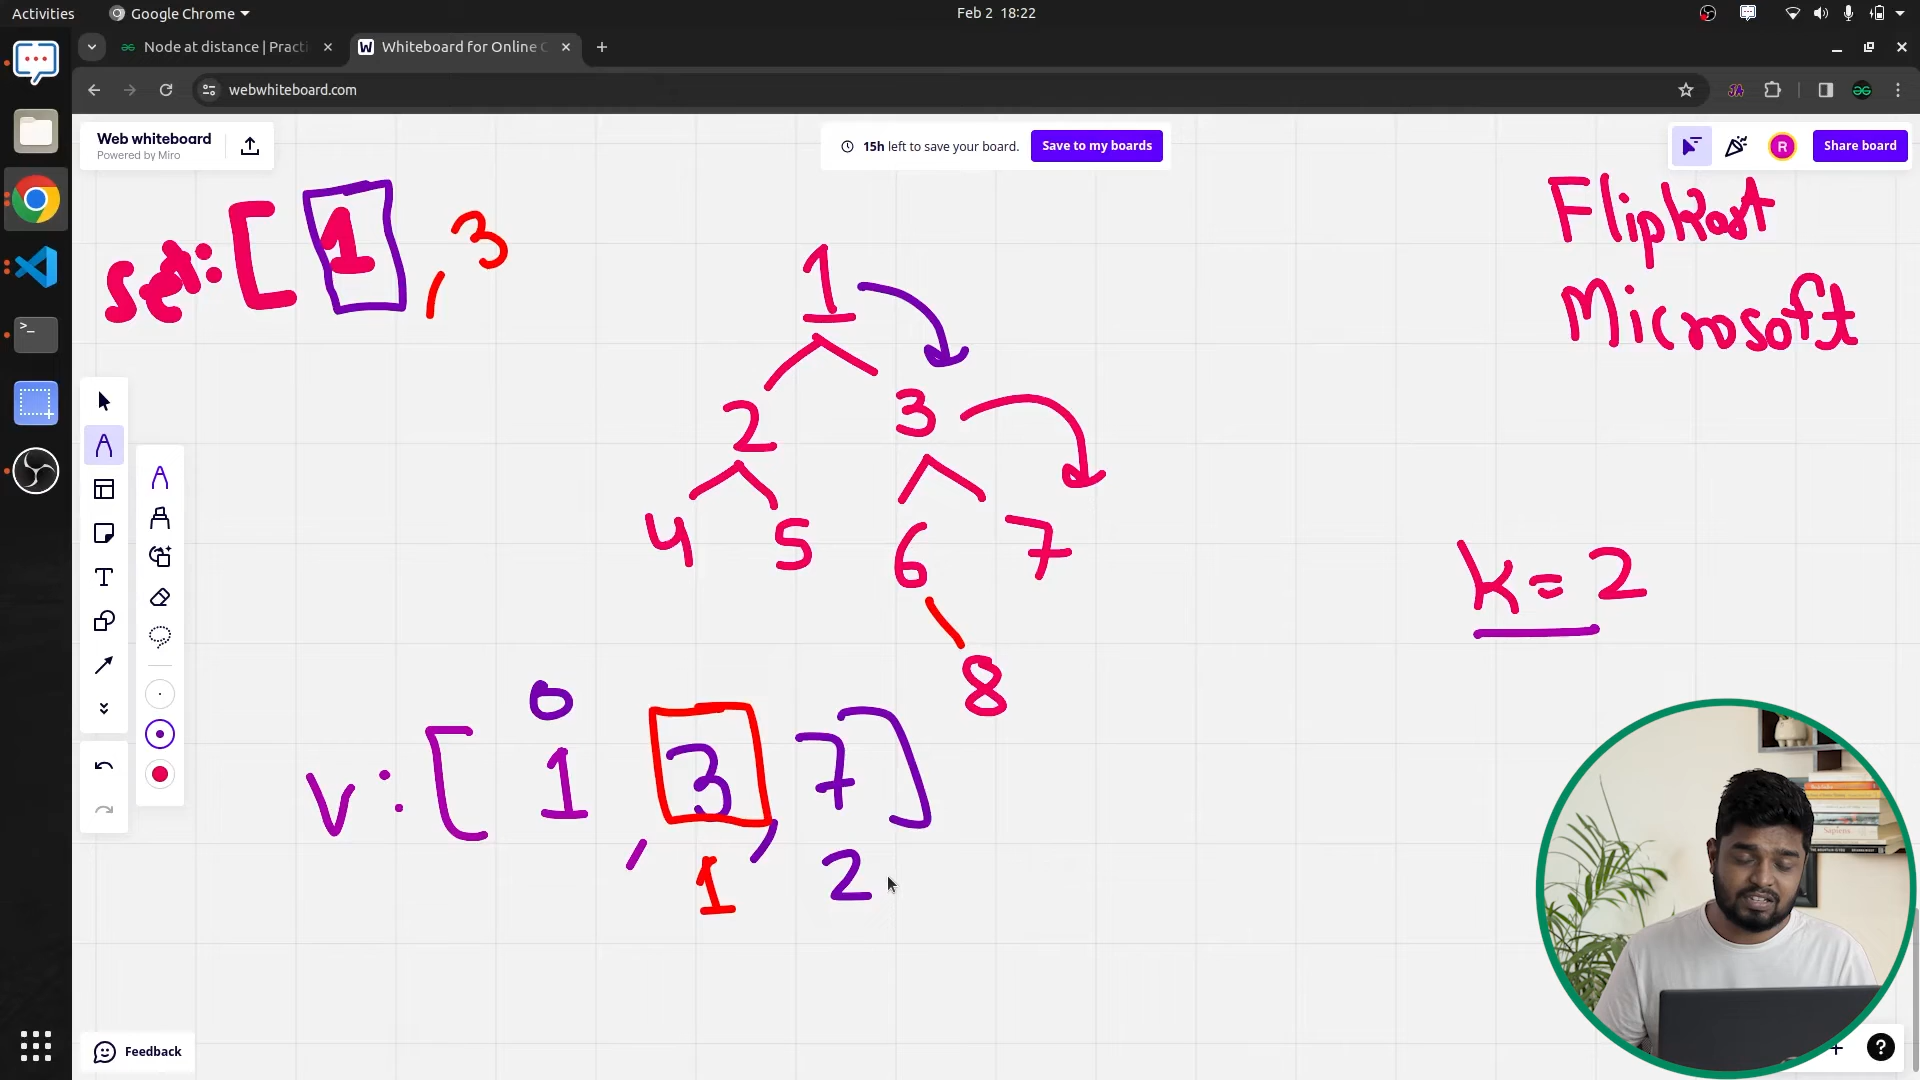 Activities
Google Chrome
Feb 2 18:22
Node at distance | Practi
W Whiteboard for Online C
webwhiteboard.com
JA
Web whiteboard
Powered by Miro
15h left to save your board.
Save to my boards
R
Share board
set: [ 1 , 3
Flipkart
Microsoft
1
2 3
4 5 6 7
k = 2
8
0
v: [ 1 , 3 , 7 ]
1 2
T
Feedback
+ ?